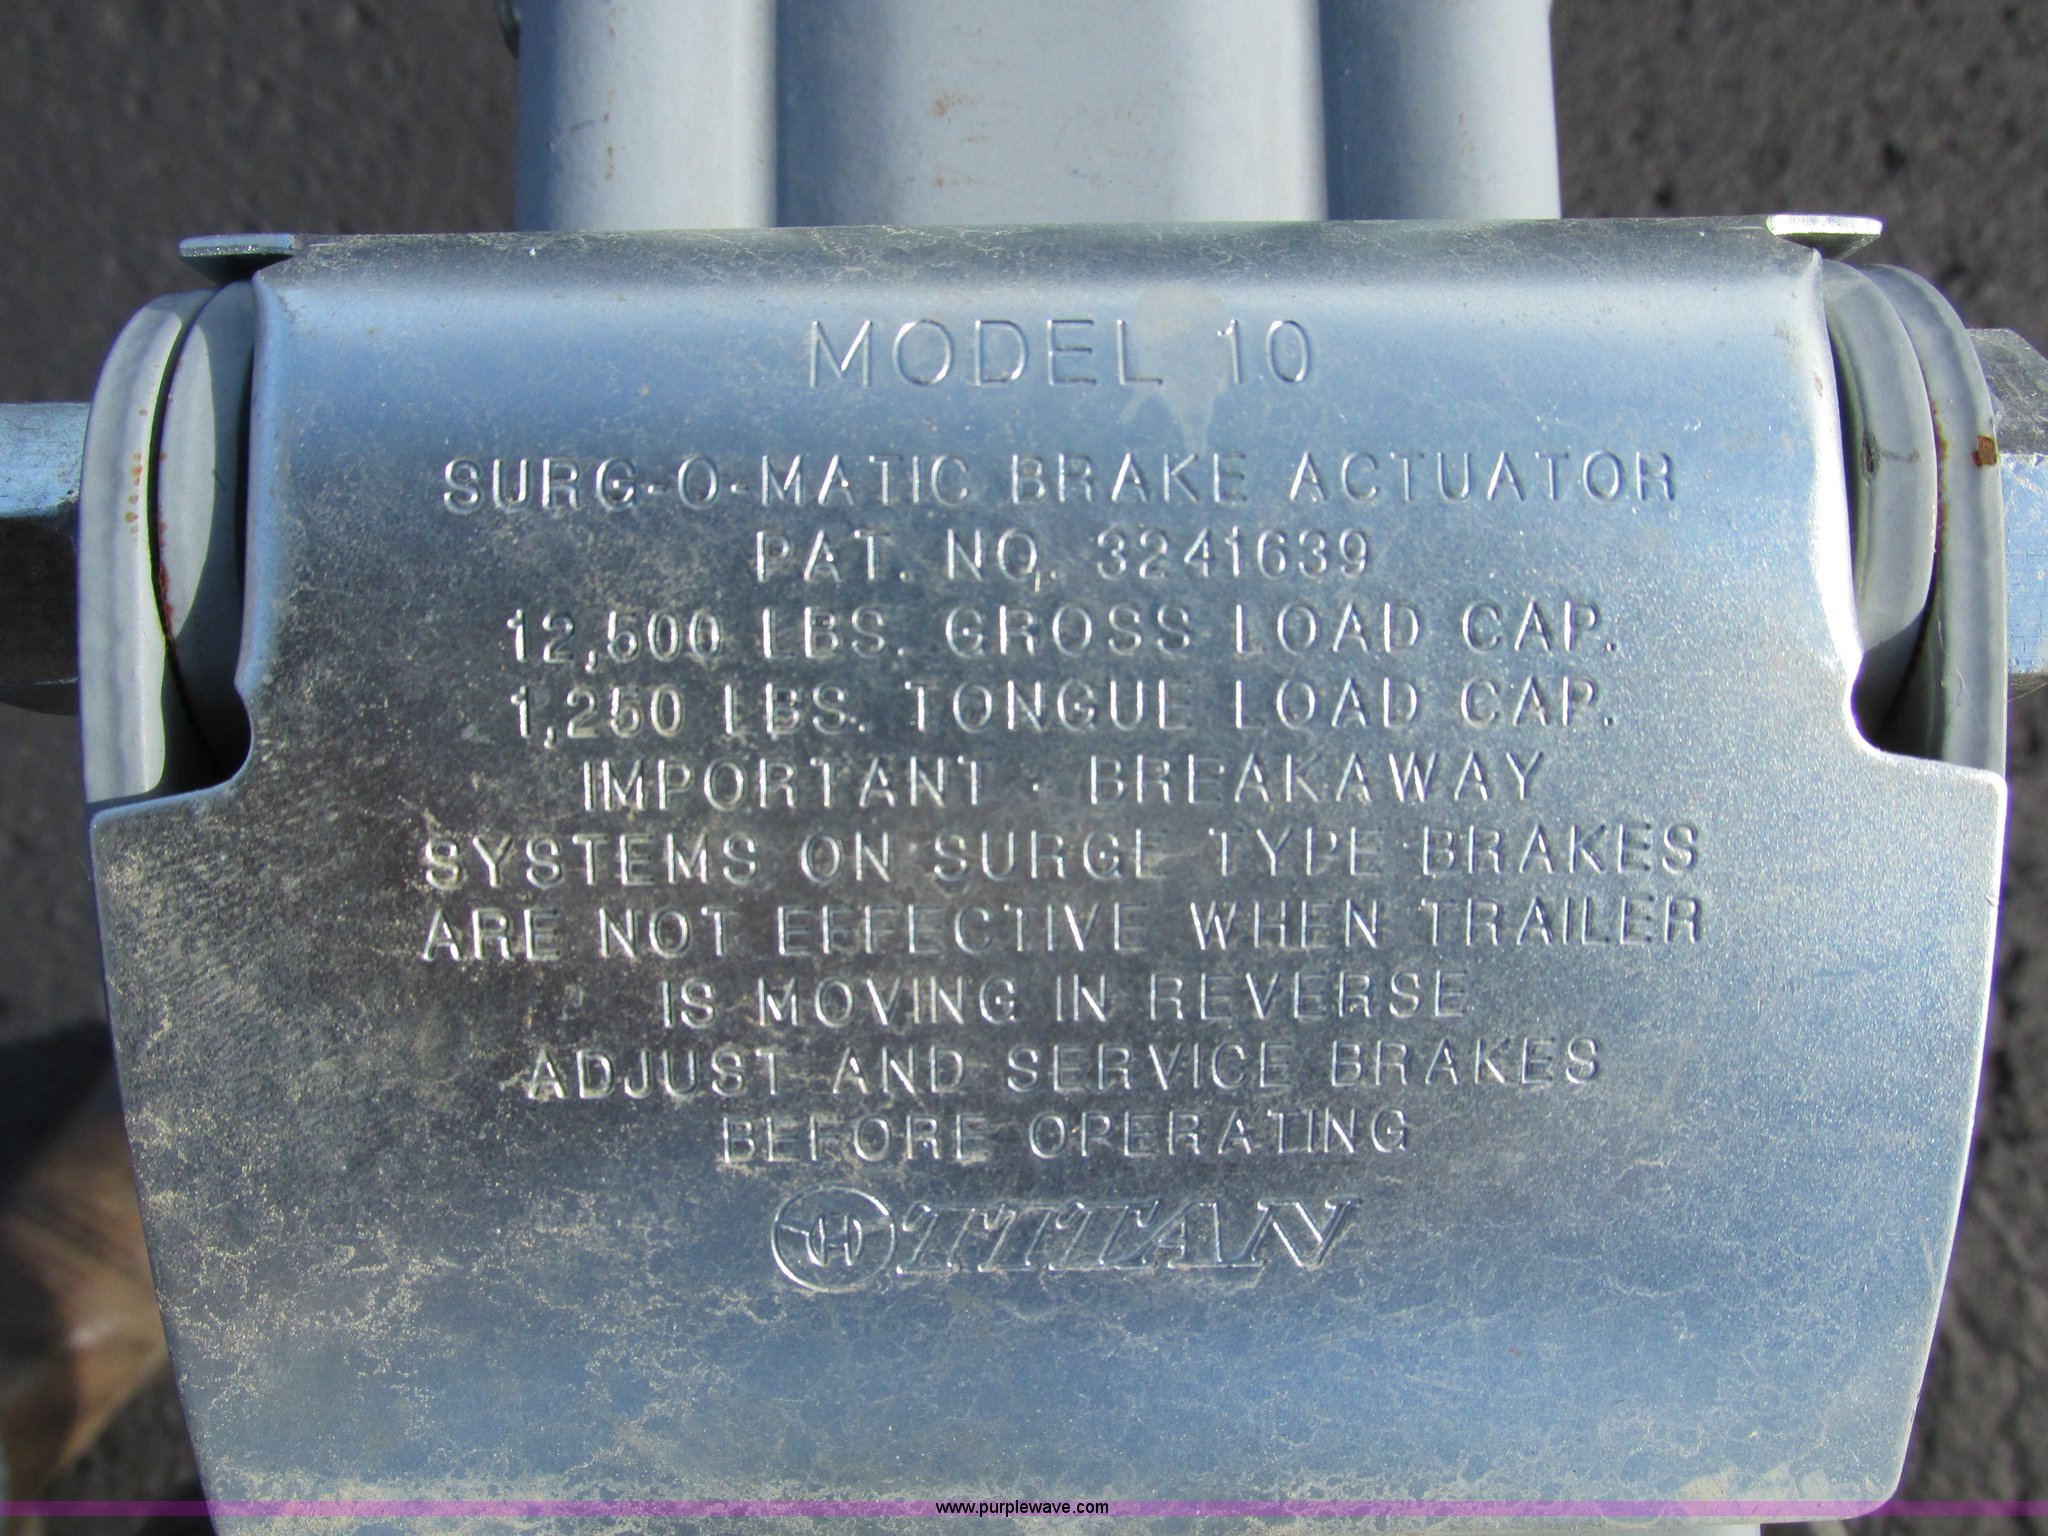 MODEL 10
SURG-O-MATIC BRAKE ACTUATOR
PAT. NO. 3241639
12,500 LBS. GROSS LOAD CAP.
1,250 LBS. TONGUE LOAD CAP.
IMPORTANT - BREAKAWAY
SYSTEMS ON SURGE TYPE BRAKES
ARE NOT EFFECTIVE WHEN TRAILER
IS MOVING IN REVERSE
ADJUST AND SERVICE BRAKES
BEFORE OPERATING
H TITAN
www.purplewave.com